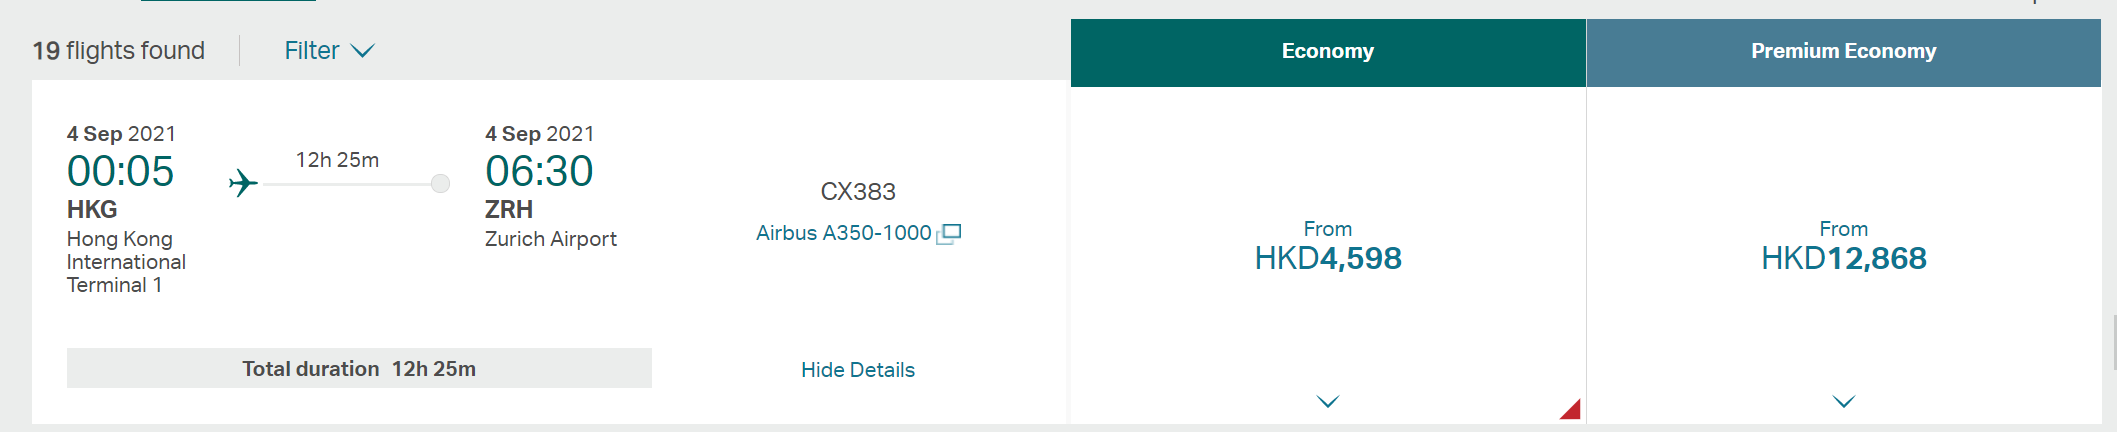 19 flights found
Filter
Economy
Premium Economy
4 Sep 2021
00:05
HKG
Hong Kong
International
Terminal 1
12h 25m
4 Sep 2021
06:30
ZRH
Zurich Airport
CX383
Airbus A350-1000
From
HKD4,598
From
HKD12,868
Total duration 12h 25m
Hide Details